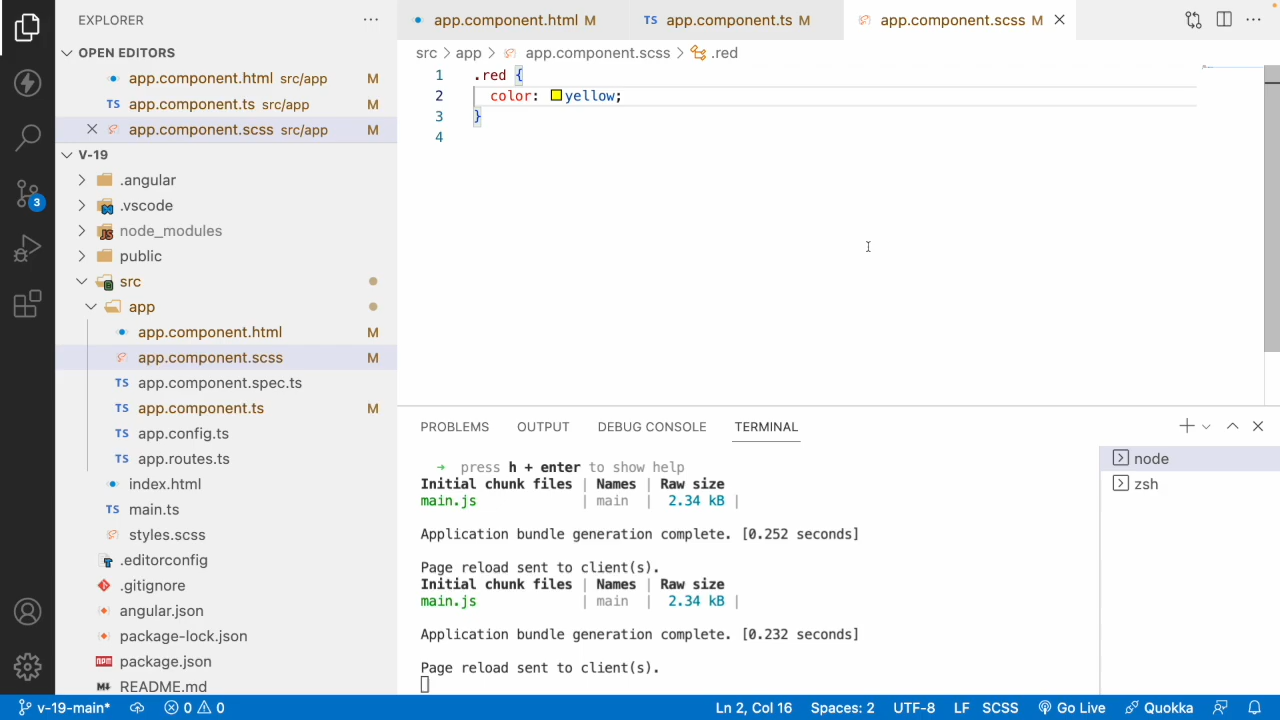 EXPLORER
OPEN EDITORS
app.component.html src/app M
TS app.component.ts src/app M
app.component.scss src/app M
V-19
.angular
.vscode
node_modules
public
src
app
app.component.html M
app.component.scss M
TS app.component.spec.ts
TS app.component.ts M
TS app.config.ts
TS app.routes.ts
index.html
TS main.ts
styles.scss
.editorconfig
.gitignore
angular.json
package-lock.json
package.json
README.md
3
app.component.html M
TS app.component.ts M
app.component.scss M
src > app > app.component.scss > .red
1 .red {
2 color: yellow;
3 }
4
PROBLEMS OUTPUT DEBUG CONSOLE TERMINAL
➜ press h + enter to show help
Initial chunk files | Names | Raw size
main.js | main | 2.34 kB |
Application bundle generation complete. [0.252 seconds]
Page reload sent to client(s).
Initial chunk files | Names | Raw size
main.js | main | 2.34 kB |
Application bundle generation complete. [0.232 seconds]
Page reload sent to client(s).
node
zsh
v-19-main* 0 0 Ln 2, Col 16 Spaces: 2 UTF-8 LF SCSS Go Live Quokka